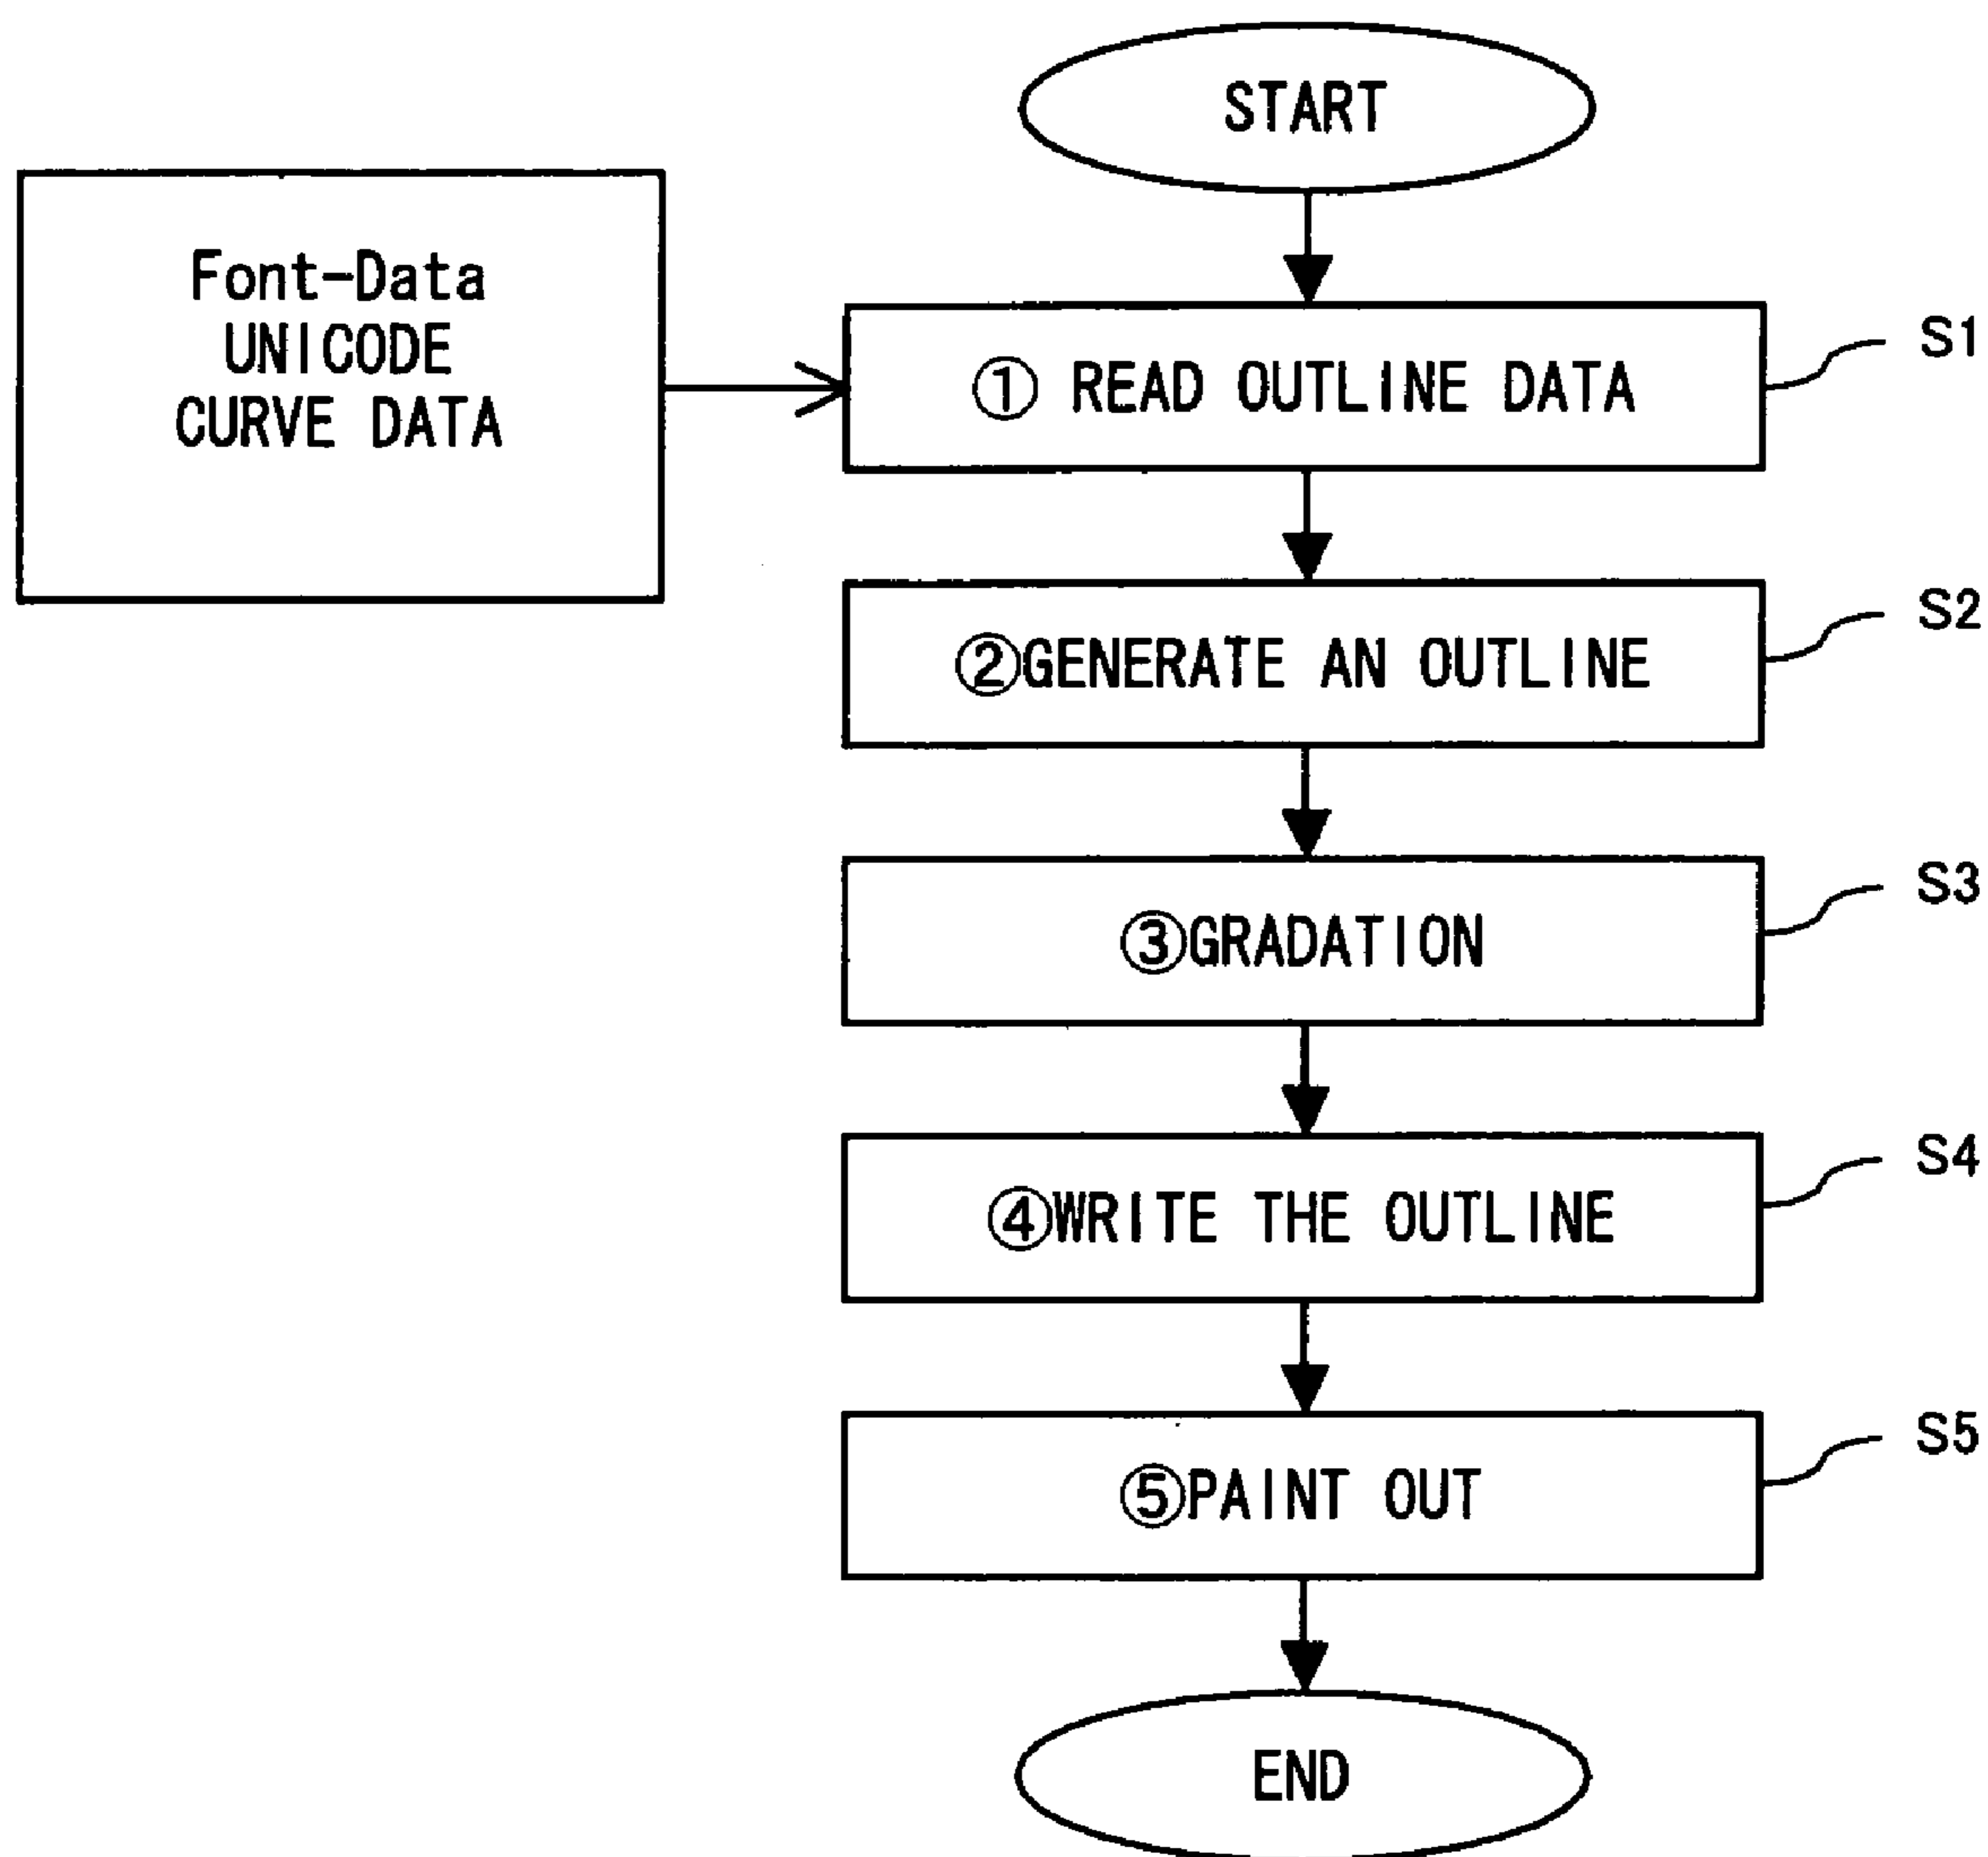 START
Font-Data
UNICODE
CURVE DATA
① READ OUTLINE DATA
S1
②GENERATE AN OUTLINE
S2
③GRADATION
S3
④WRITE THE OUTLINE
S4
⑤PAINT OUT
S5
END